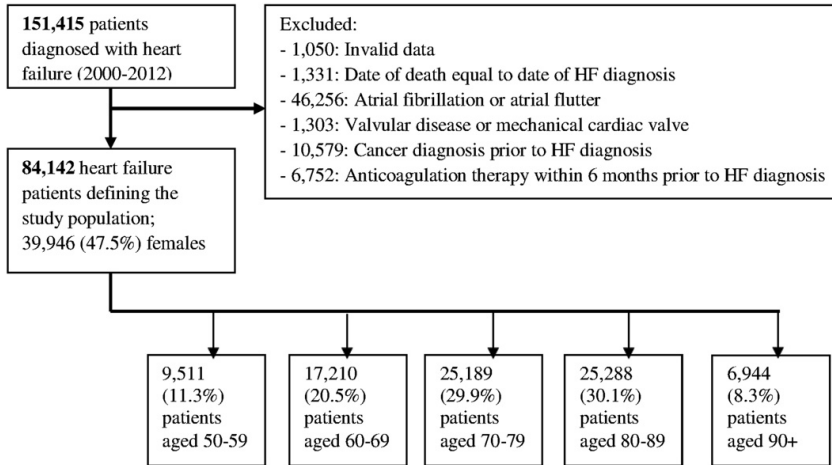 151,415 patients
diagnosed with heart
failure (2000-2012)
Excluded:
- 1,050: Invalid data
- 1,331: Date of death equal to date of HF diagnosis
- 46,256: Atrial fibrillation or atrial flutter
- 1,303: Valvular disease or mechanical cardiac valve
- 10,579: Cancer diagnosis prior to HF diagnosis
- 6,752: Anticoagulation therapy within 6 months prior to HF diagnosis
84,142 heart failure
patients defining the
study population;
39,946 (47.5%) females
9,511
(11.3%)
patients
aged 50-59
17,210
(20.5%)
patients
aged 60-69
25,189
(29.9%)
patients
aged 70-79
25,288
(30.1%)
patients
aged 80-89
6,944
(8.3%)
patients
aged 90+